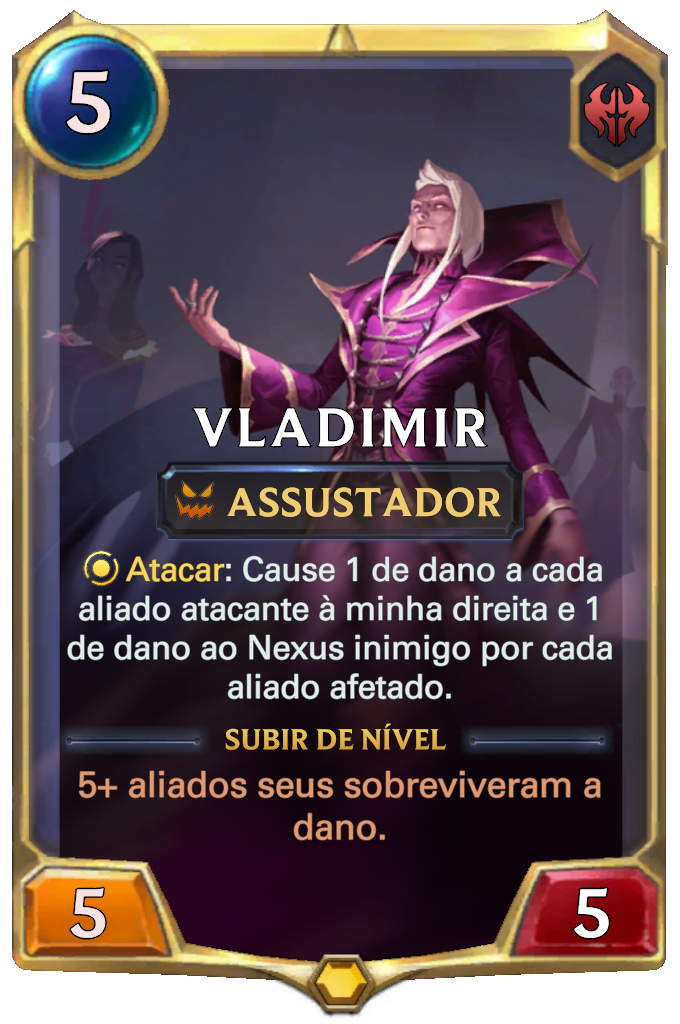 5
VLADIMIR
ASSUSTADOR
Atacar: Cause 1 de dano a cada
aliado atacante à minha direita e 1
de dano ao Nexus inimigo por cada
aliado afetado.
SUBIR DE NÍVEL
5+ aliados seus sobreviveram a
dano.
5
5